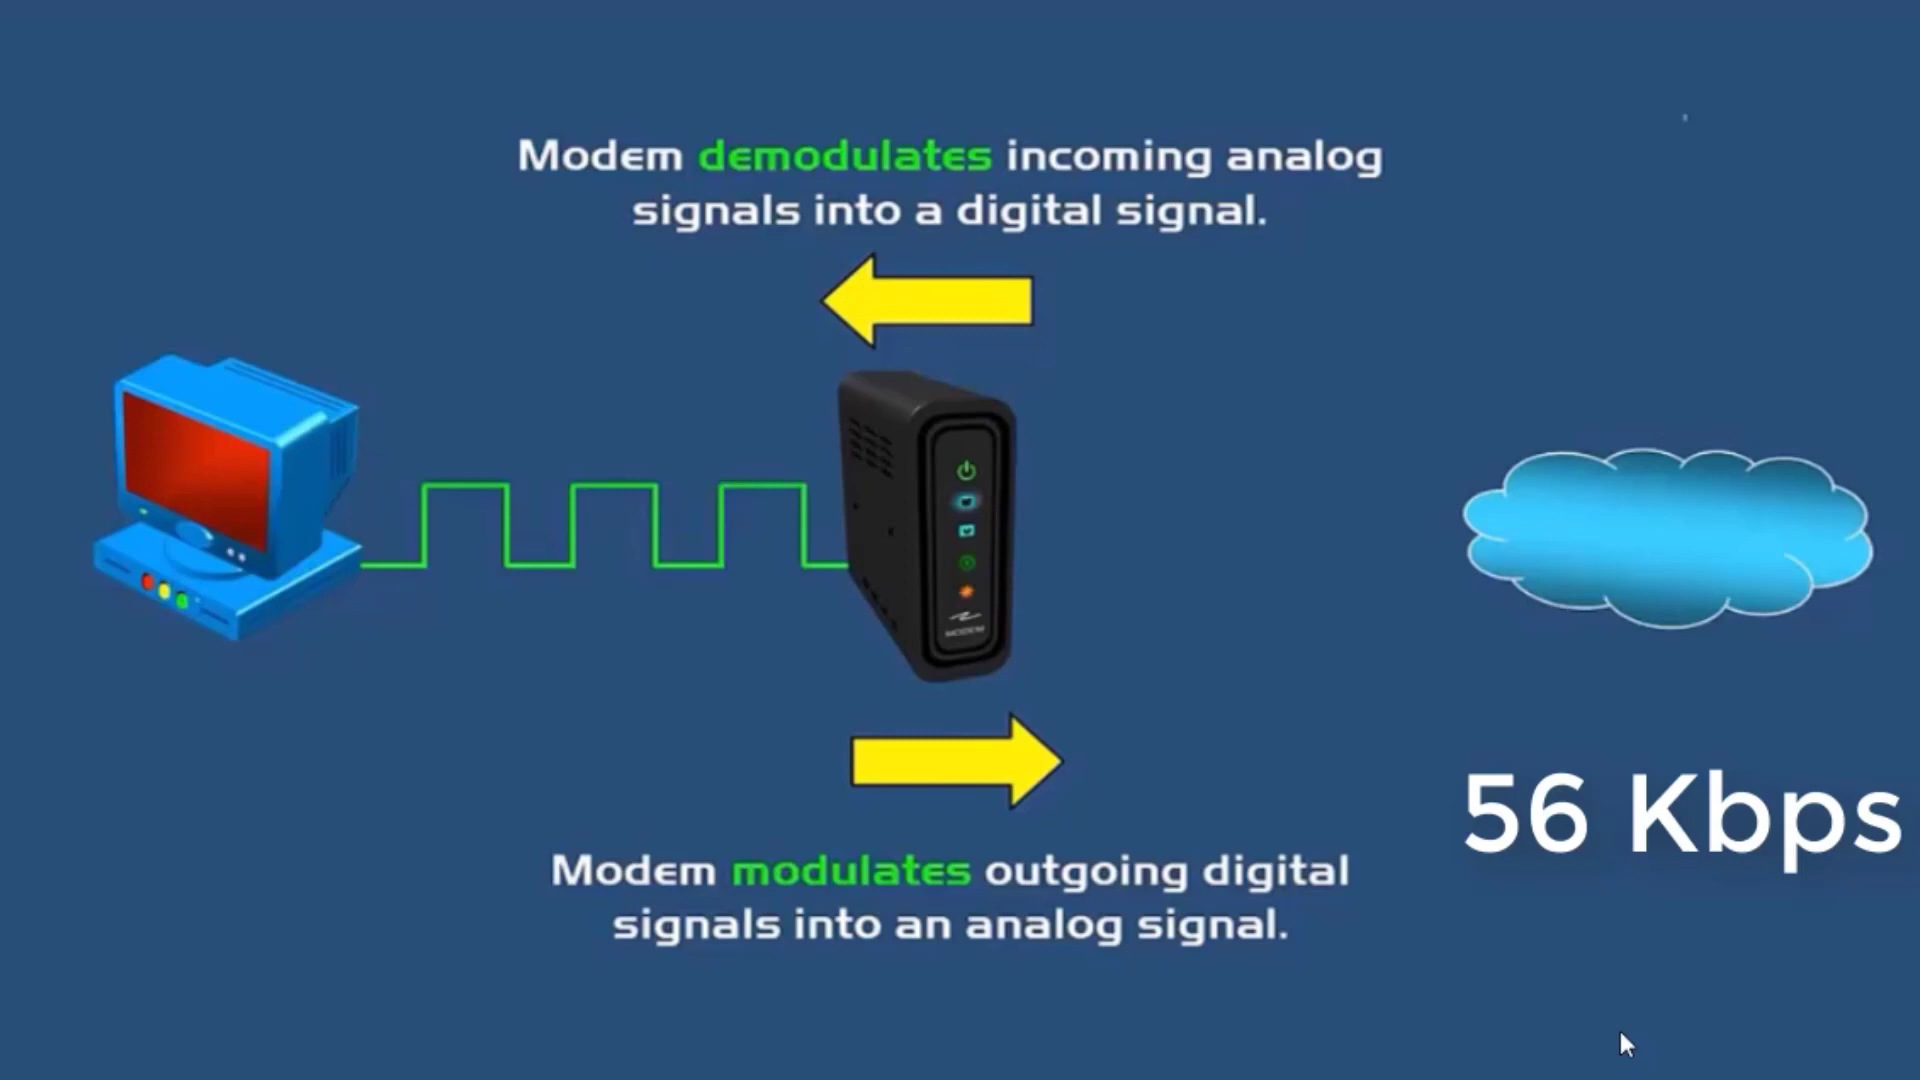 Modem demodulates incoming analog
signals into a digital signal.
MODEM
56 Kbps
Modem modulates outgoing digital
signals into an analog signal.